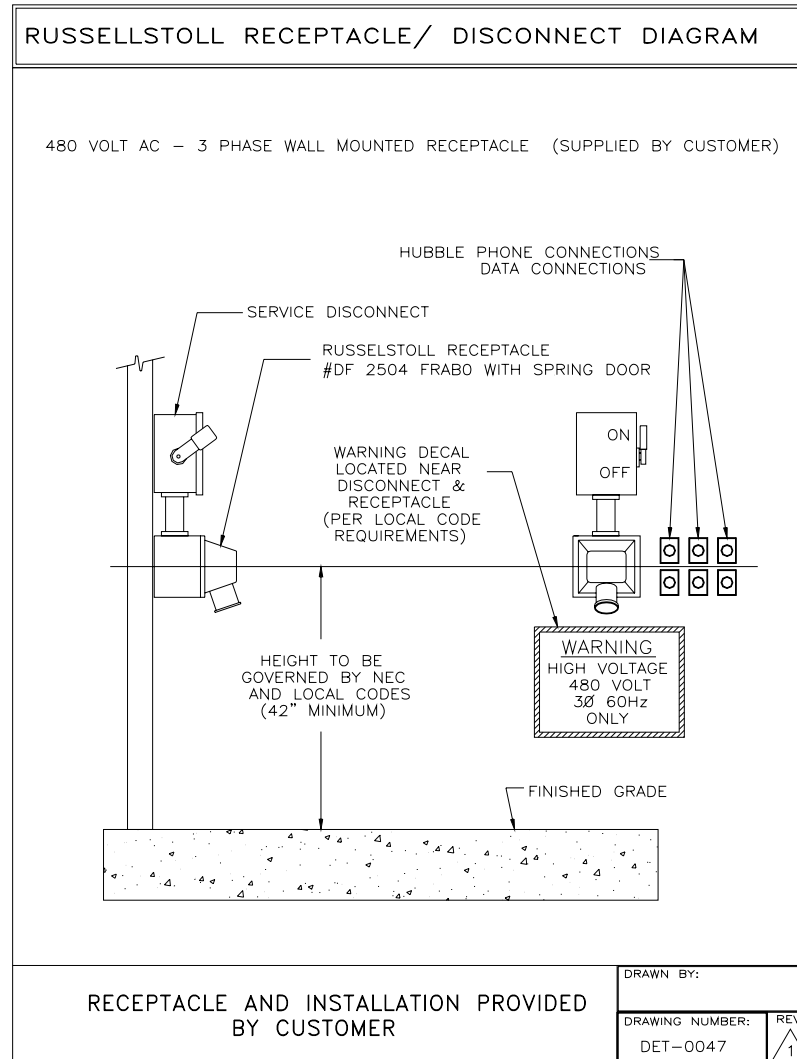 RUSSELLSTOLL RECEPTACLE/ DISCONNECT DIAGRAM
480 VOLT AC – 3 PHASE WALL MOUNTED RECEPTACLE (SUPPLIED BY CUSTOMER)
HUBBLE PHONE CONNECTIONS
DATA CONNECTIONS
SERVICE DISCONNECT
RUSSELSTOLL RECEPTACLE
#DF 2504 FRAB0 WITH SPRING DOOR
ON
OFF
WARNING DECAL
LOCATED NEAR
DISCONNECT &
RECEPTACLE
(PER LOCAL CODE
REQUIREMENTS)
WARNING
HIGH VOLTAGE
480 VOLT
3Ø 60Hz
ONLY
HEIGHT TO BE
GOVERNED BY NEC
AND LOCAL CODES
(42" MINIMUM)
FINISHED GRADE
RECEPTACLE AND INSTALLATION PROVIDED
BY CUSTOMER
DRAWN BY:
DRAWING NUMBER:
DET–0047
REV
1